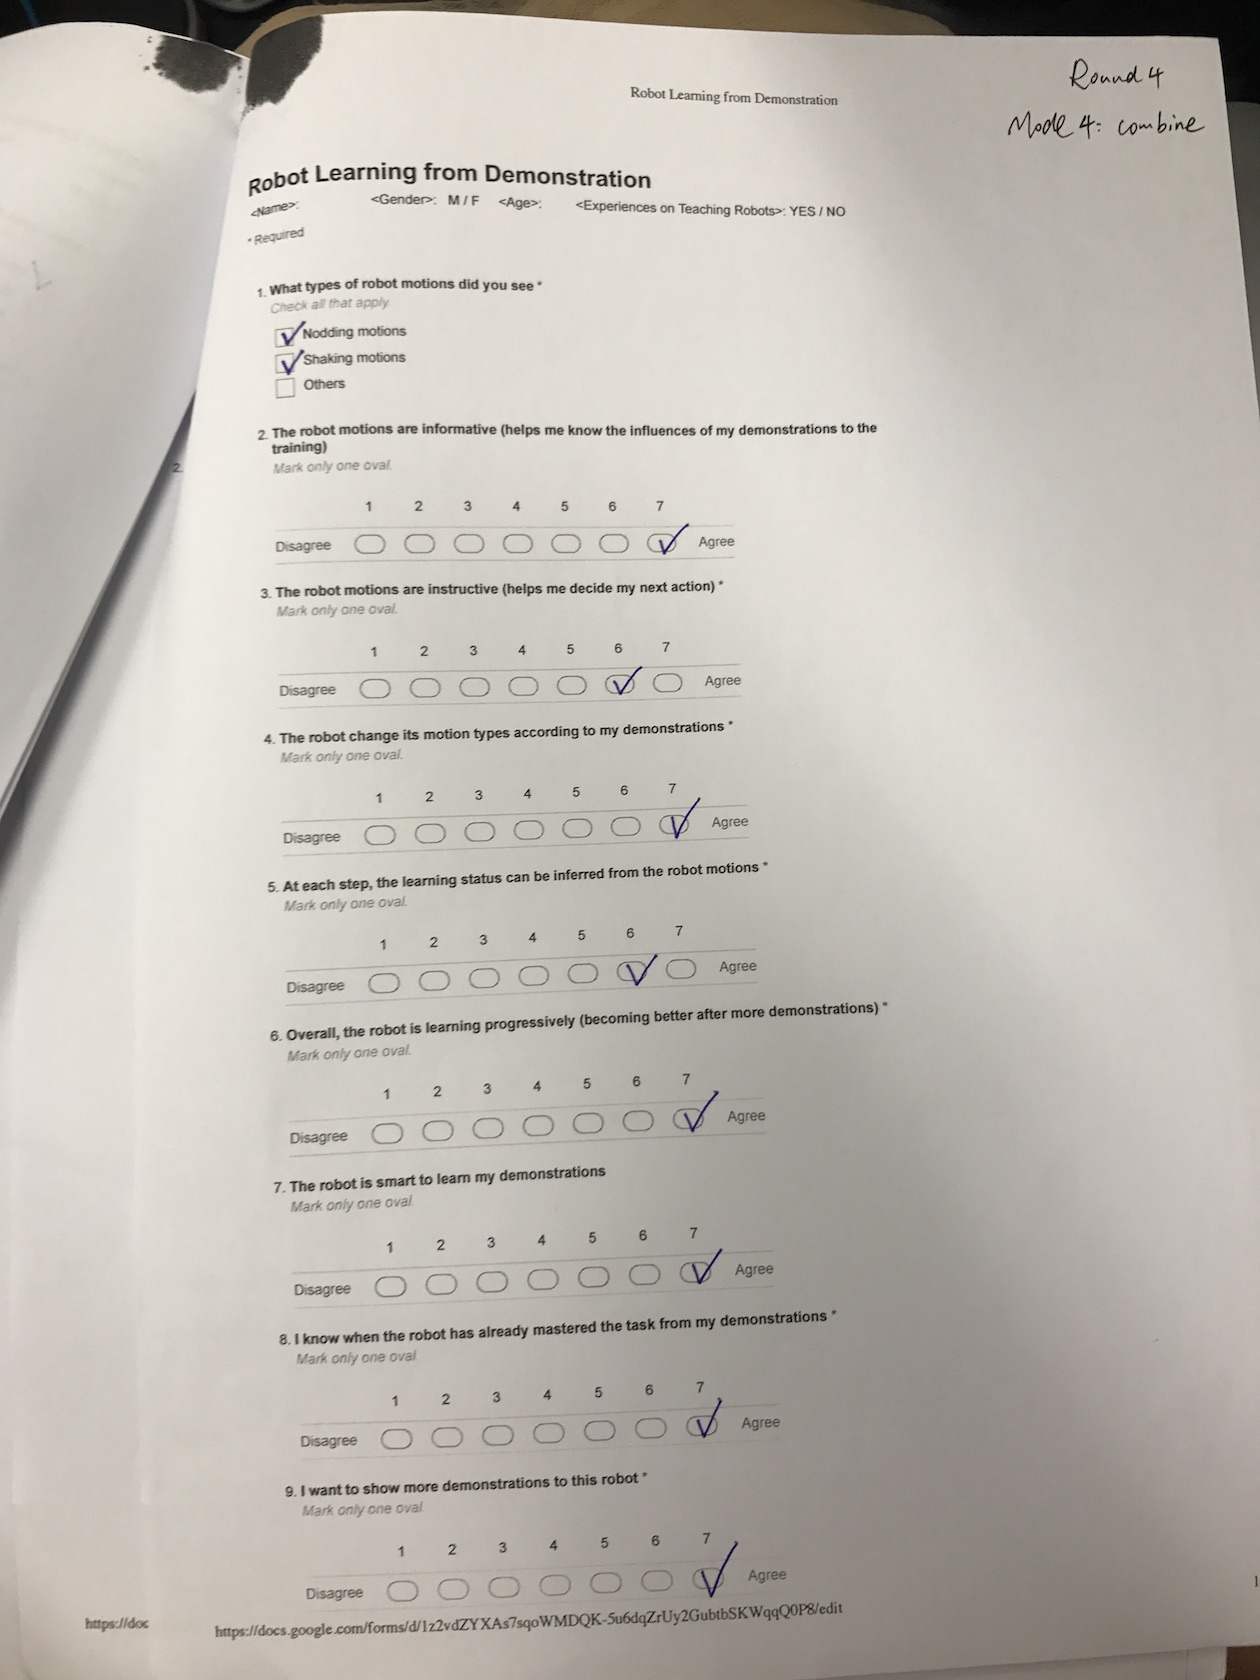 Robot Learning from Demonstration
Round 4
Mode 4: combine
Robot Learning from Demonstration
<Name>: <Gender>: M / F <Age>: <Experiences on Teaching Robots>: YES / NO
* Required
1. What types of robot motions did you see *
Check all that apply.
Nodding motions
Shaking motions
Others
2. The robot motions are informative (helps me know the influences of my demonstrations to the
training)
Mark only one oval.
1 2 3 4 5 6 7
Disagree Agree
3. The robot motions are instructive (helps me decide my next action) *
Mark only one oval.
1 2 3 4 5 6 7
Disagree Agree
4. The robot change its motion types according to my demonstrations *
Mark only one oval.
1 2 3 4 5 6 7
Disagree Agree
5. At each step, the learning status can be inferred from the robot motions *
Mark only one oval.
1 2 3 4 5 6 7
Disagree Agree
6. Overall, the robot is learning progressively (becoming better after more demonstrations) *
Mark only one oval.
1 2 3 4 5 6 7
Disagree Agree
7. The robot is smart to learn my demonstrations
Mark only one oval.
1 2 3 4 5 6 7
Disagree Agree
8. I know when the robot has already mastered the task from my demonstrations *
Mark only one oval.
1 2 3 4 5 6 7
Disagree Agree
9. I want to show more demonstrations to this robot *
Mark only one oval.
1 2 3 4 5 6 7
Disagree Agree
https://docs.google.com/forms/d/1z2vdZYXAs7sqoWMDQK-5u6dqZrUy2GubtbSKWqqQ0P8/edit
2.
https://doc
1